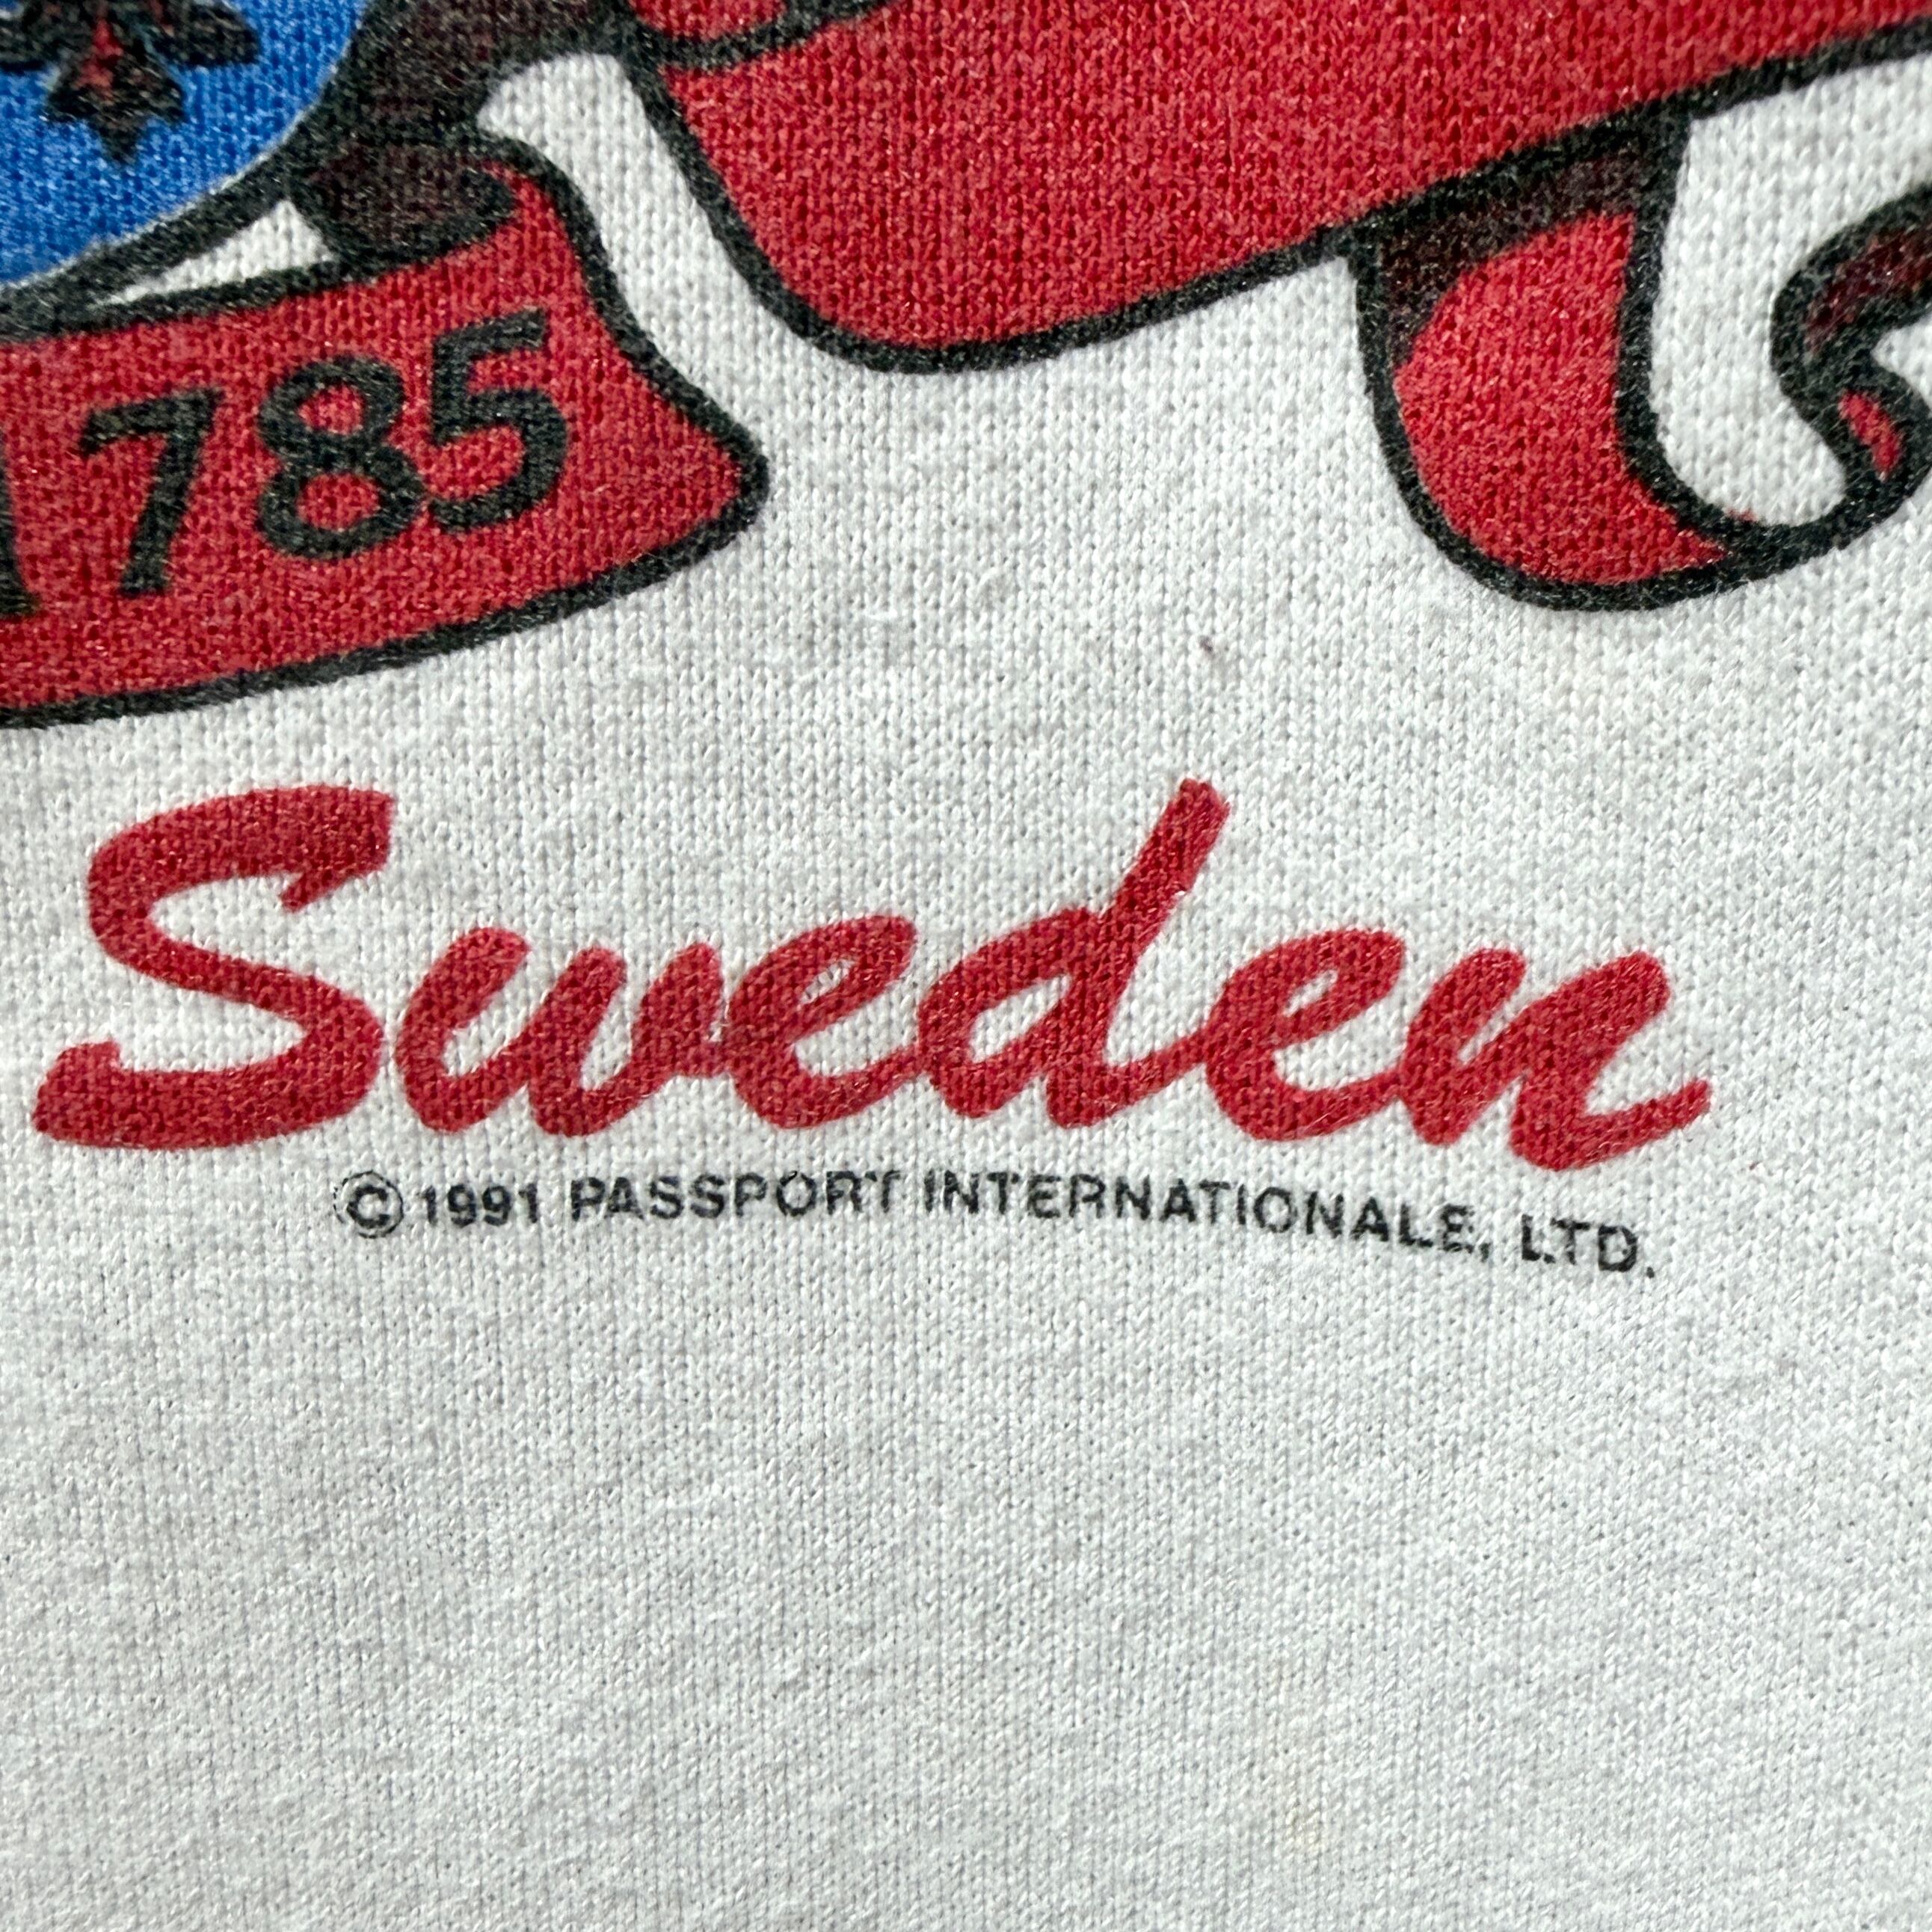 785
Sweden
© 1991 PASSPORT INTERNATIONALE, LTD.